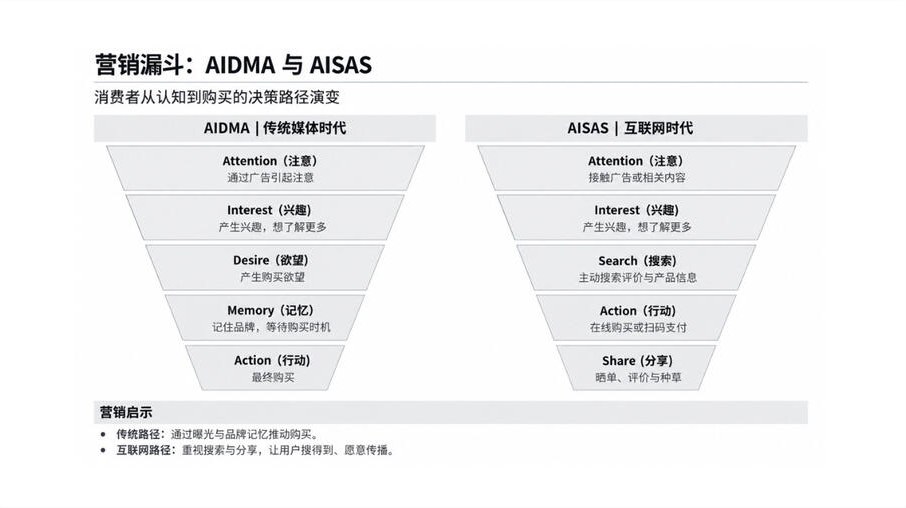 营销漏斗：AIDMA 与 AISAS
消费者从认知到购买的决策路径演变
AIDMA | 传统媒体时代
Attention（注意）
通过广告引起注意
Interest（兴趣）
产生兴趣，想了解更多
Desire（欲望）
产生购买欲望
Memory（记忆）
记住品牌，等待购买时机
Action（行动）
最终购买
AISAS | 互联网时代
Attention（注意）
接触广告或相关内容
Interest（兴趣）
产生兴趣，想了解更多
Search（搜索）
主动搜索评价与产品信息
Action（行动）
在线购买或扫码支付
Share（分享）
晒单、评价与种草
营销启示
• 传统路径：通过曝光与品牌记忆推动购买。
• 互联网路径：重视搜索与分享，让用户搜得到、愿意传播。